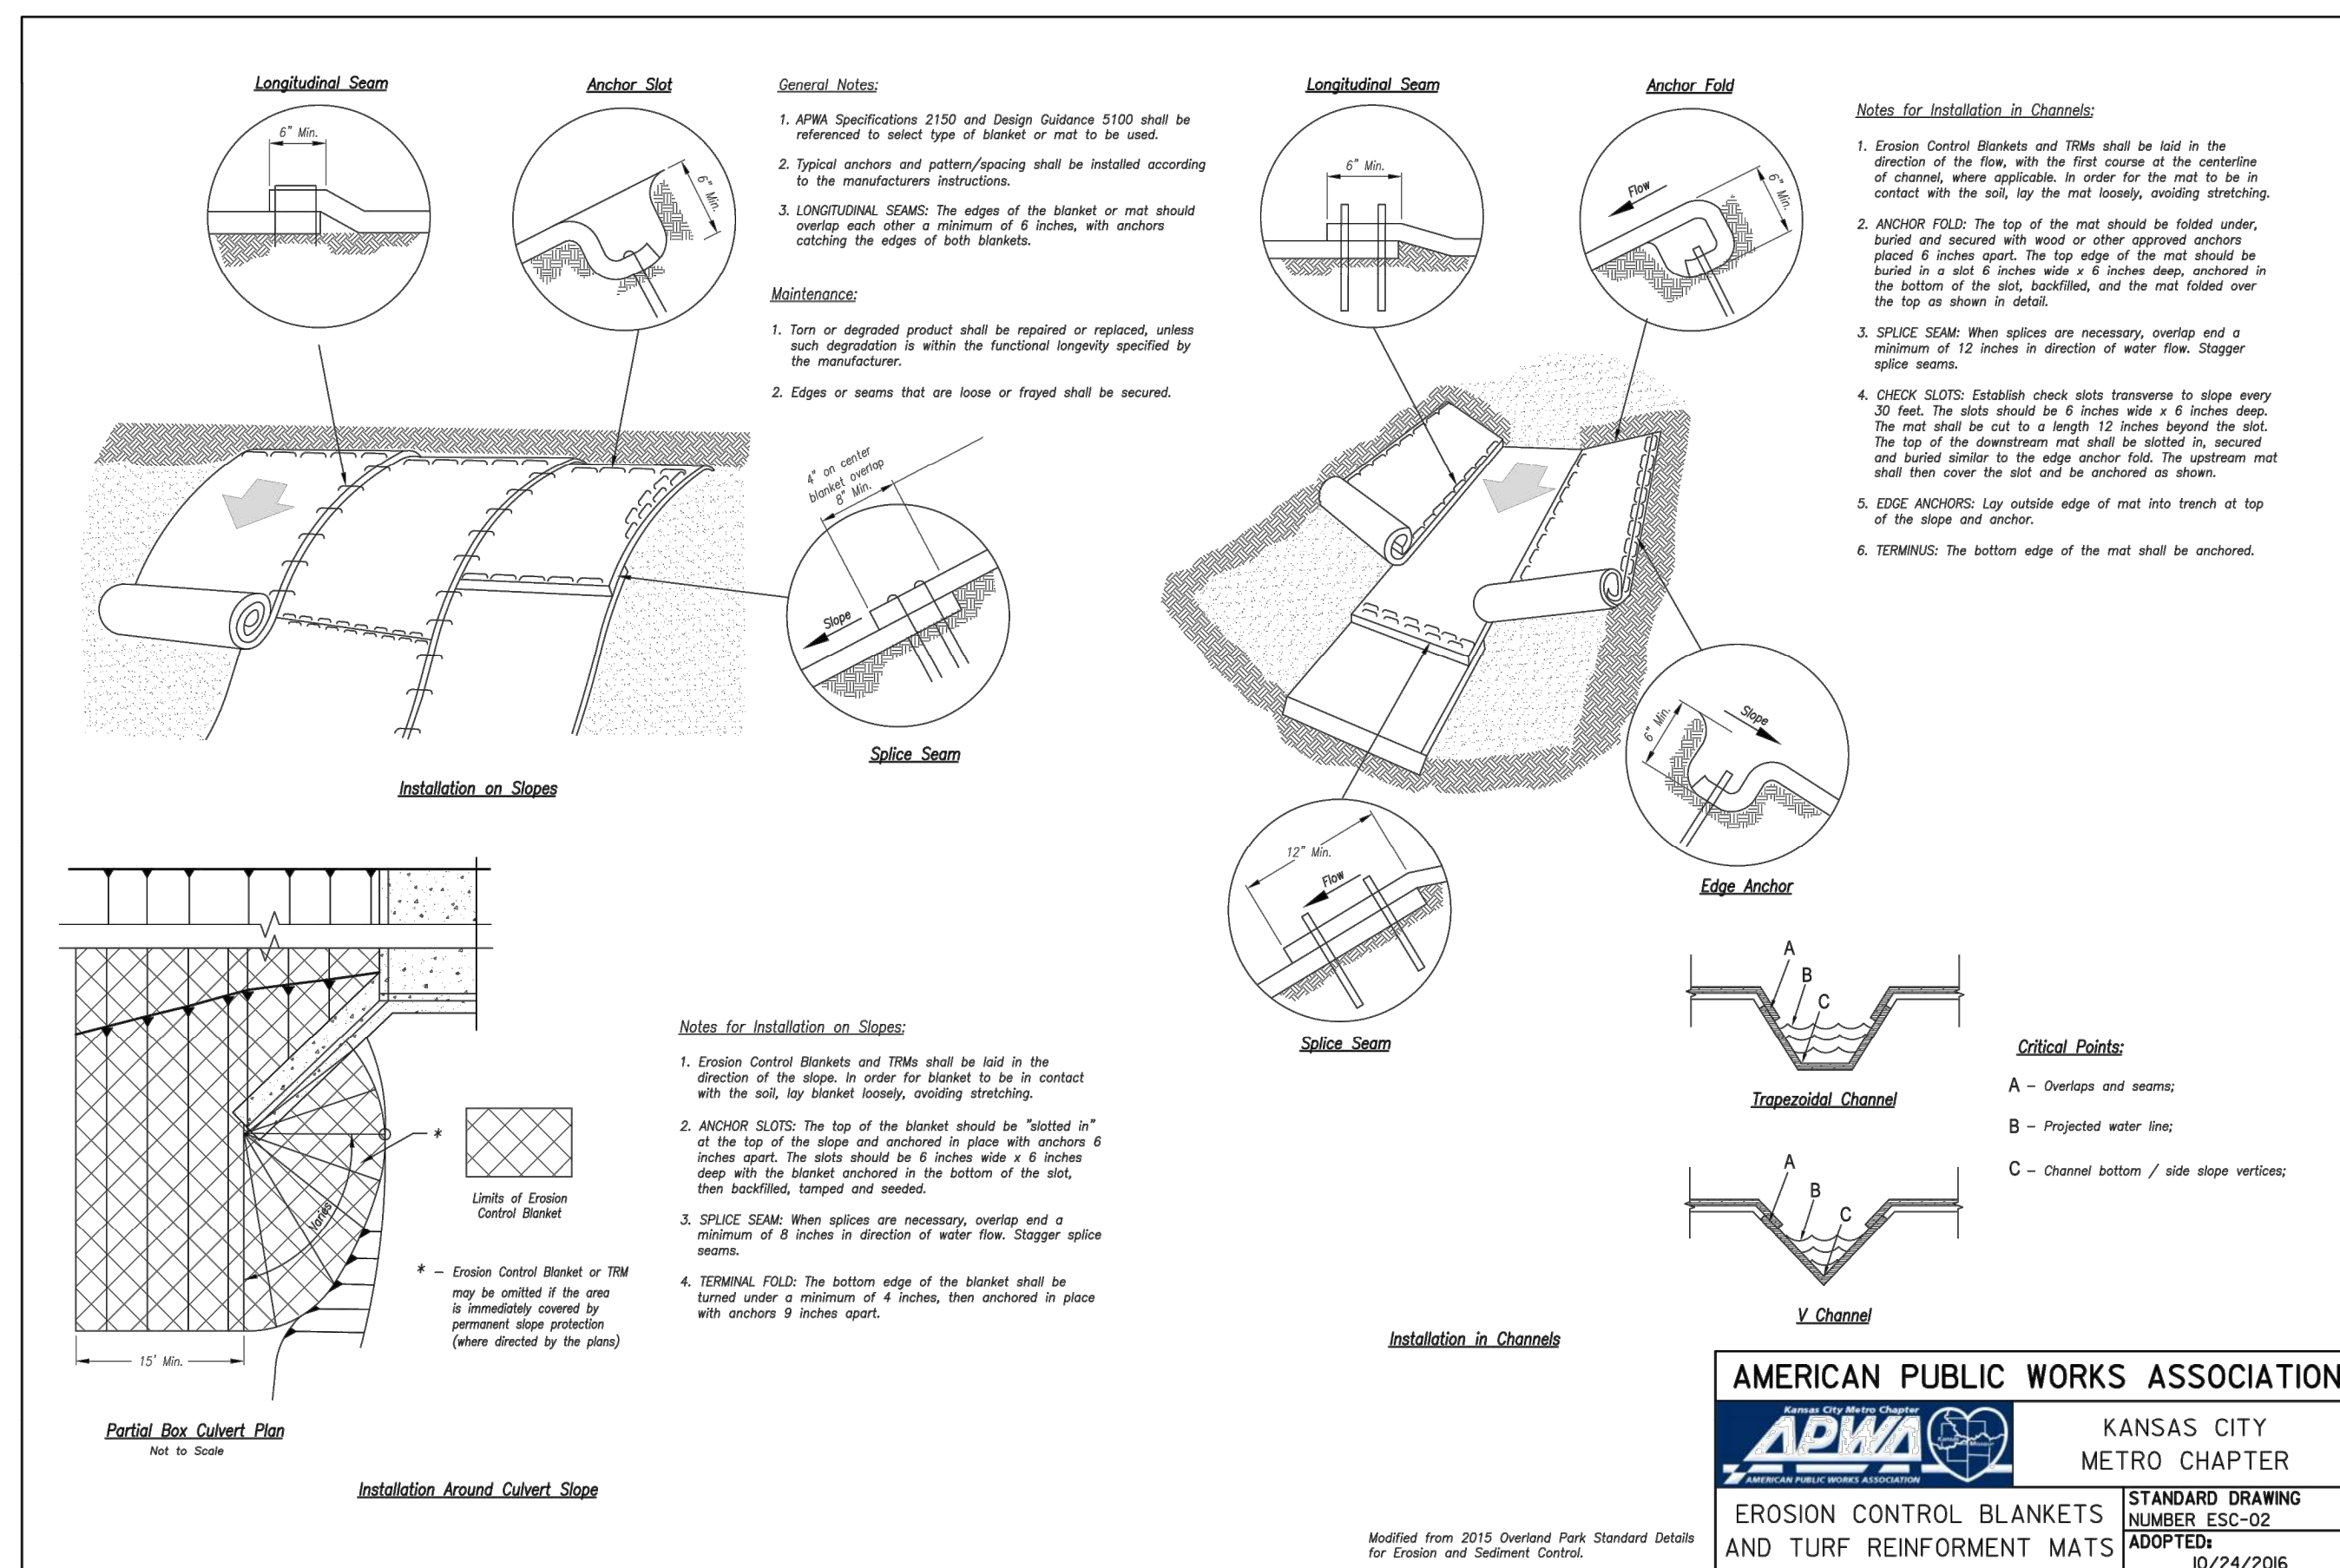 Longitudinal Seam
6" Min.
Anchor Slot
6" Min.
General Notes:
1. APWA Specifications 2150 and Design Guidance 5100 shall be
referenced to select type of blanket or mat to be used.
2. Typical anchors and pattern/spacing shall be installed according
to the manufacturers instructions.
3. LONGITUDINAL SEAMS: The edges of the blanket or mat should
overlap each other a minimum of 6 inches, with anchors
catching the edges of both blankets.
Maintenance:
1. Torn or degraded product shall be repaired or replaced, unless
such degradation is within the functional longevity specified by
the manufacturer.
2. Edges or seams that are loose or frayed shall be secured.
4" on center
blanket overlap
8" Min.
Slope
Splice Seam
Installation on Slopes
Longitudinal Seam
6" Min.
Anchor Fold
Flow
6" Min.
Notes for Installation in Channels:
1. Erosion Control Blankets and TRMs shall be laid in the
direction of the flow, with the first course at the centerline
of channel, where applicable. In order for the mat to be in
contact with the soil, lay the mat loosely, avoiding stretching.
2. ANCHOR FOLD: The top of the mat should be folded under,
buried and secured with wood or other approved anchors
placed 6 inches apart. The top edge of the mat should be
buried in a slot 6 inches wide x 6 inches deep, anchored in
the bottom of the slot, backfilled, and the mat folded over
the top as shown in detail.
3. SPLICE SEAM: When splices are necessary, overlap end a
minimum of 12 inches in direction of water flow. Stagger
splice seams.
4. CHECK SLOTS: Establish check slots transverse to slope every
30 feet. The slots should be 6 inches wide x 6 inches deep.
The mat shall be cut to a length 12 inches beyond the slot.
The top of the downstream mat shall be slotted in, secured
and buried similar to the edge anchor fold. The upstream mat
shall then cover the slot and be anchored as shown.
5. EDGE ANCHORS: Lay outside edge of mat into trench at top
of the slope and anchor.
6. TERMINUS: The bottom edge of the mat shall be anchored.
6" Min.
Slope
Edge Anchor
12" Min.
Flow
Splice Seam
Varies
15' Min.
*
Limits of Erosion
Control Blanket
* – Erosion Control Blanket or TRM
may be omitted if the area
is immediately covered by
permanent slope protection
(where directed by the plans)
Partial Box Culvert Plan
Not to Scale
Installation Around Culvert Slope
Notes for Installation on Slopes:
1. Erosion Control Blankets and TRMs shall be laid in the
direction of the slope. In order for blanket to be in contact
with the soil, lay blanket loosely, avoiding stretching.
2. ANCHOR SLOTS: The top of the blanket should be "slotted in"
at the top of the slope and anchored in place with anchors 6
inches apart. The slots should be 6 inches wide x 6 inches
deep with the blanket anchored in the bottom of the slot,
then backfilled, tamped and seeded.
3. SPLICE SEAM: When splices are necessary, overlap end a
minimum of 8 inches in direction of water flow. Stagger splice
seams.
4. TERMINAL FOLD: The bottom edge of the blanket shall be
turned under a minimum of 4 inches, then anchored in place
with anchors 9 inches apart.
A
B
C
Trapezoidal Channel
A
B
C
V Channel
Critical Points:
A – Overlaps and seams;
B – Projected water line;
C – Channel bottom / side slope vertices;
Installation in Channels
Modified from 2015 Overland Park Standard Details
for Erosion and Sediment Control.
AMERICAN PUBLIC WORKS ASSOCIATION
Kansas City Metro Chapter
APWA
Kansas Missouri
AMERICAN PUBLIC WORKS ASSOCIATION
KANSAS CITY
METRO CHAPTER
EROSION CONTROL BLANKETS
AND TURF REINFORMENT MATS
STANDARD DRAWING
NUMBER ESC-02
ADOPTED:
10/24/2016